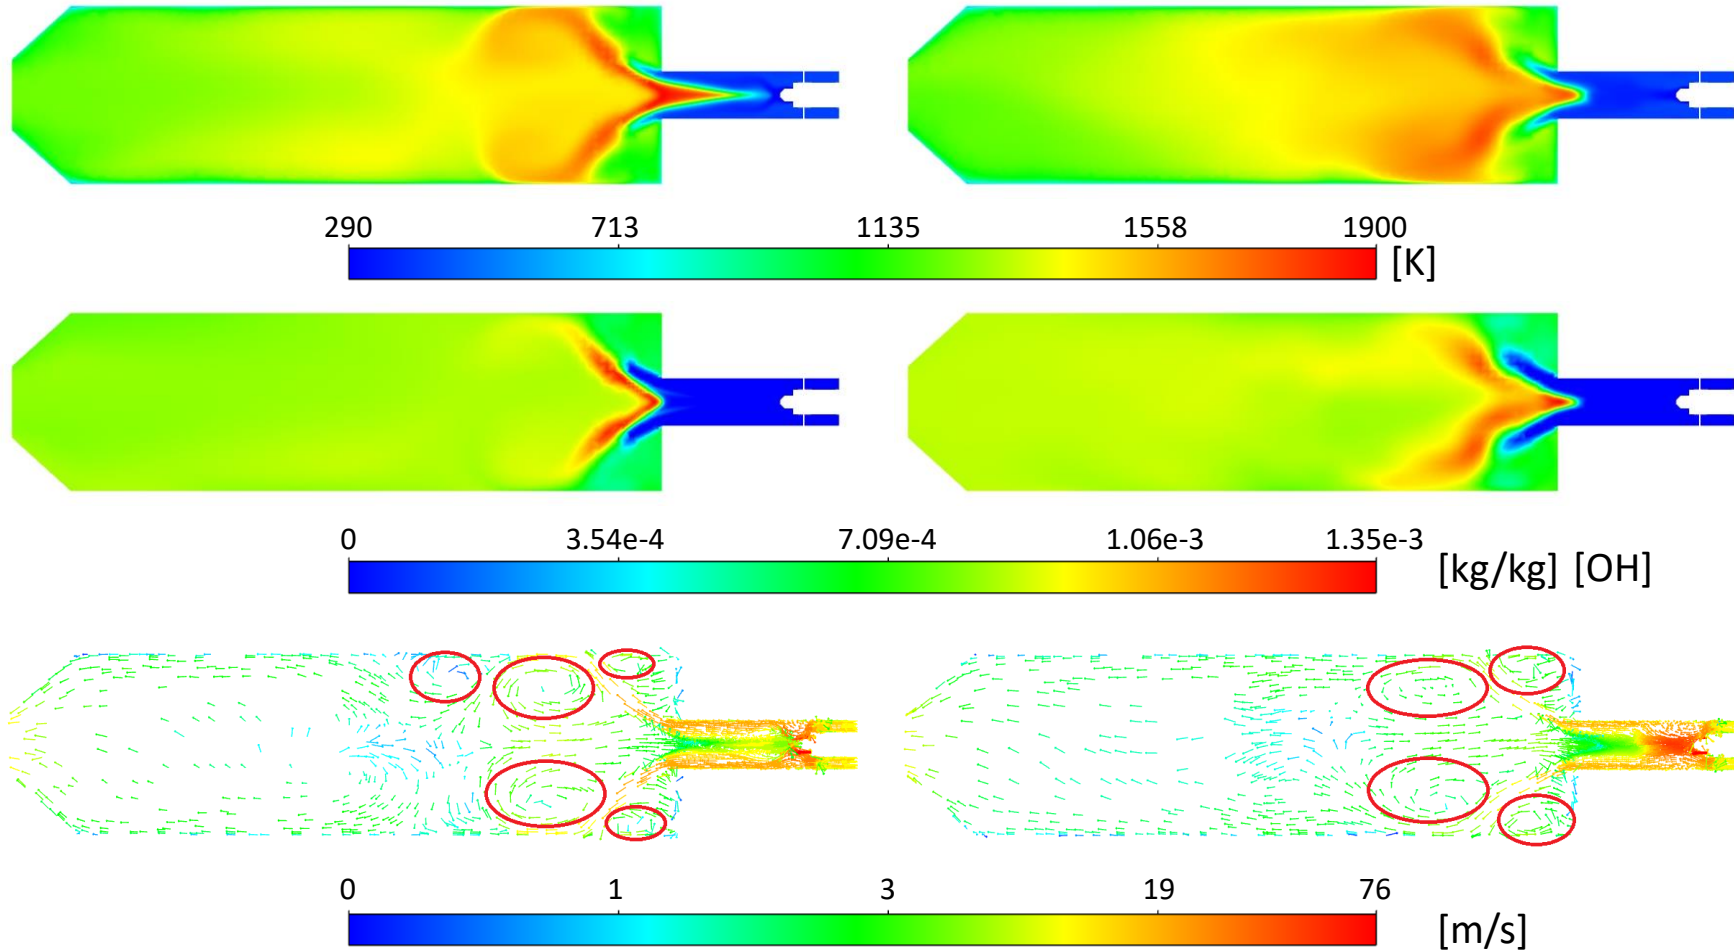 290 713 1135 1558 1900
[K]
0 3.54e-4 7.09e-4 1.06e-3 1.35e-3
[kg/kg] [OH]
0 1 3 19 76
[m/s]